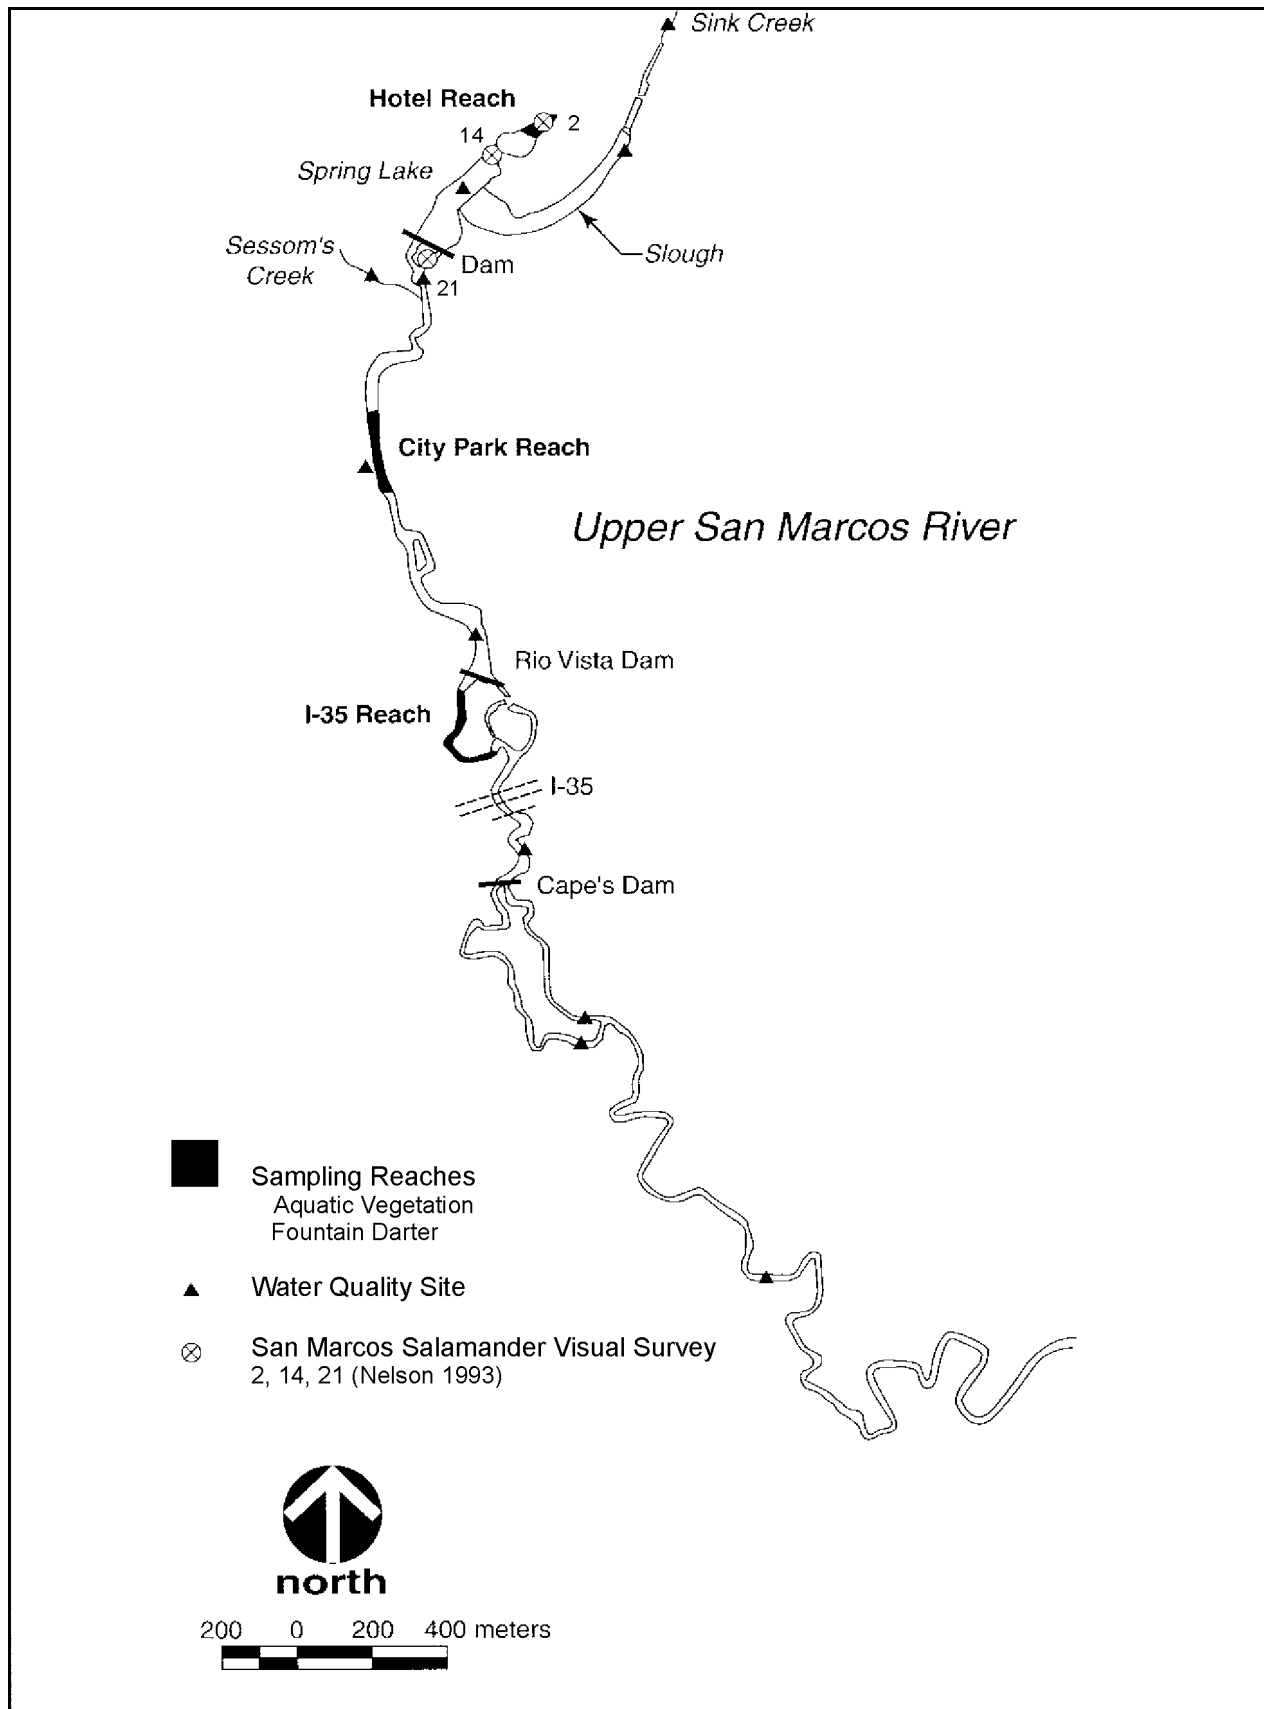 Sink Creek
Hotel Reach
2
14
Spring Lake
Slough
Sessom's
Creek
Dam
21
City Park Reach
Upper San Marcos River
Rio Vista Dam
I-35 Reach
I-35
Cape's Dam
Sampling Reaches
Aquatic Vegetation
Fountain Darter
Water Quality Site
San Marcos Salamander Visual Survey
2, 14, 21 (Nelson 1993)
north
200 0 200 400 meters